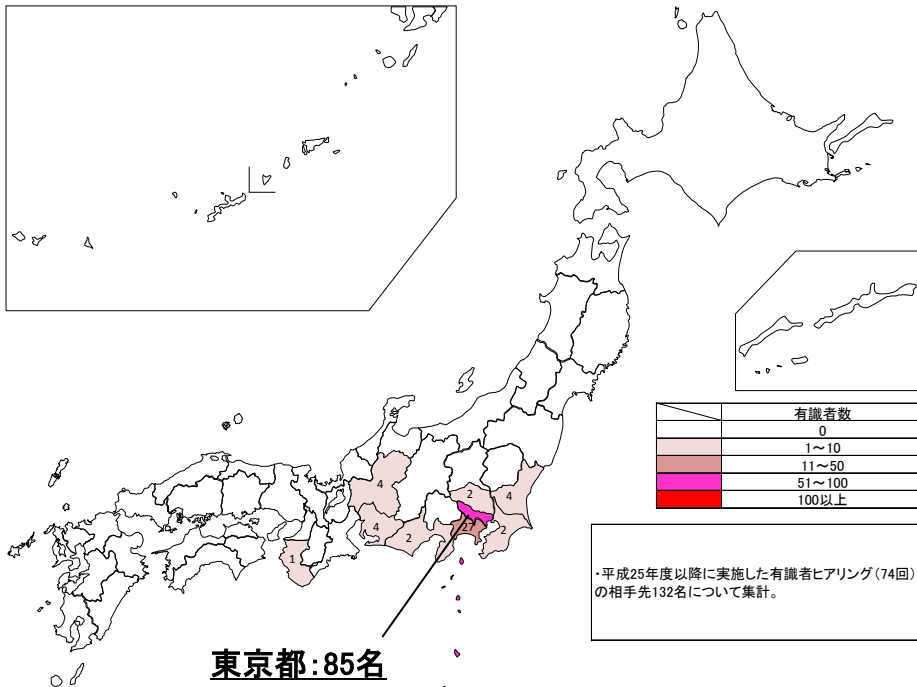 有識者数
0
1～10
11～50
51～100
100以上
4
2
4
4
2
27
2
1
・平成25年度以降に実施した有識者ヒアリング（74回）
の相手先132名について集計。
東京都：85名